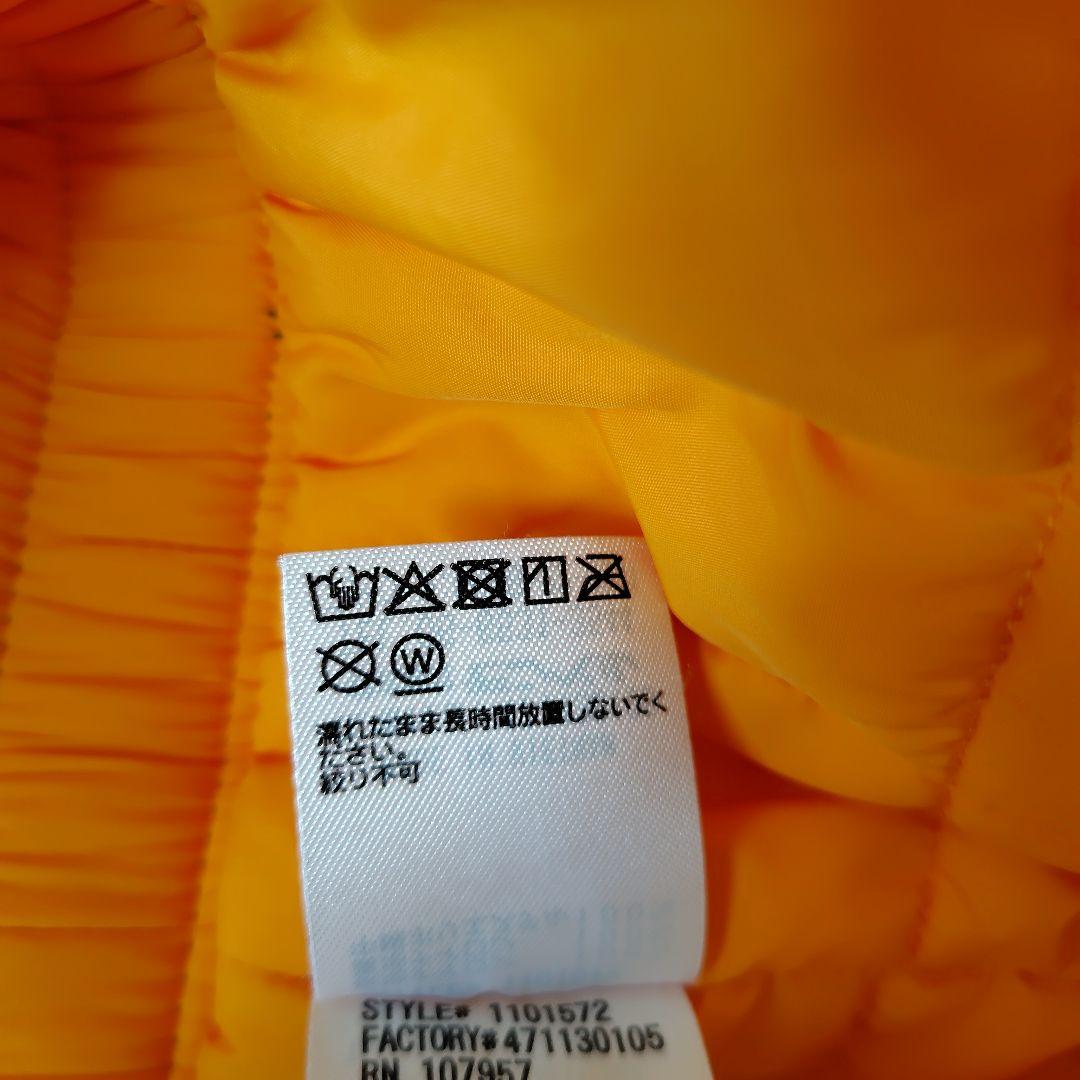 W
濡れたまま長時間放置しないでく
ださい。
絞り不可
STYLE# 1101572
FACTORY#471130105
RN 107957